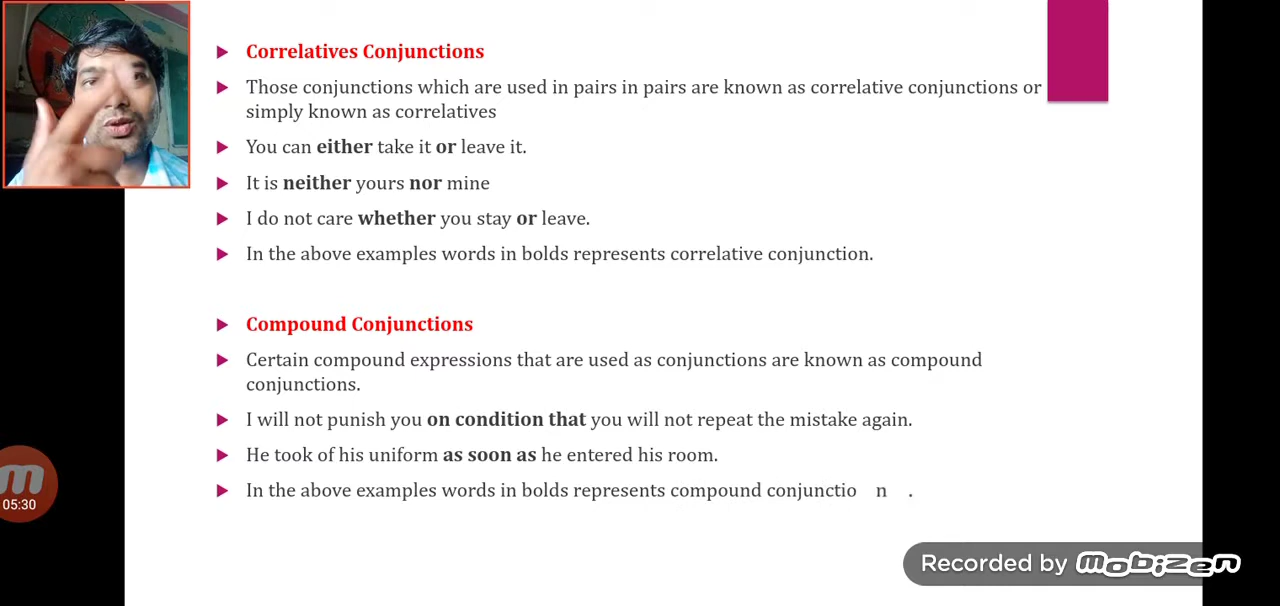 Correlatives Conjunctions
Those conjunctions which are used in pairs in pairs are known as correlative conjunctions or
simply known as correlatives
You can either take it or leave it.
It is neither yours nor mine
I do not care whether you stay or leave.
In the above examples words in bolds represents correlative conjunction.
Compound Conjunctions
Certain compound expressions that are used as conjunctions are known as compound
conjunctions.
I will not punish you on condition that you will not repeat the mistake again.
He took of his uniform as soon as he entered his room.
In the above examples words in bolds represents compound conjunctio n .
m
05:30
Recorded by mobizen